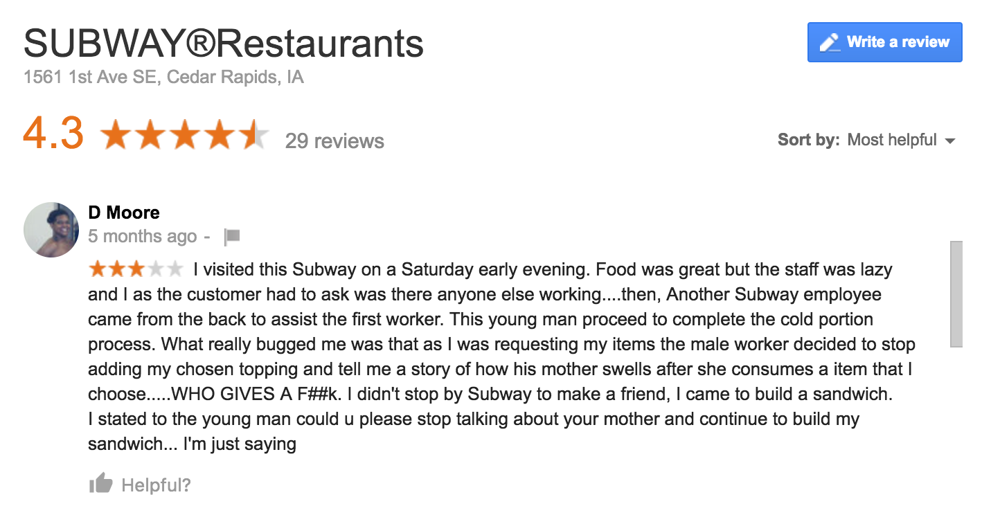 SUBWAY®Restaurants
Write a review
1561 1st Ave SE, Cedar Rapids, IA
4.3
29 reviews
Sort by: Most helpful
D Moore
5 months ago -
I visited this Subway on a Saturday early evening. Food was great but the staff was lazy
and I as the customer had to ask was there anyone else working....then, Another Subway employee
came from the back to assist the first worker. This young man proceed to complete the cold portion
process. What really bugged me was that as I was requesting my items the male worker decided to stop
adding my chosen topping and tell me a story of how his mother swells after she consumes a item that I
choose.....WHO GIVES A F##k. I didn't stop by Subway to make a friend, I came to build a sandwich.
I stated to the young man could u please stop talking about your mother and continue to build my
sandwich... I'm just saying
Helpful?